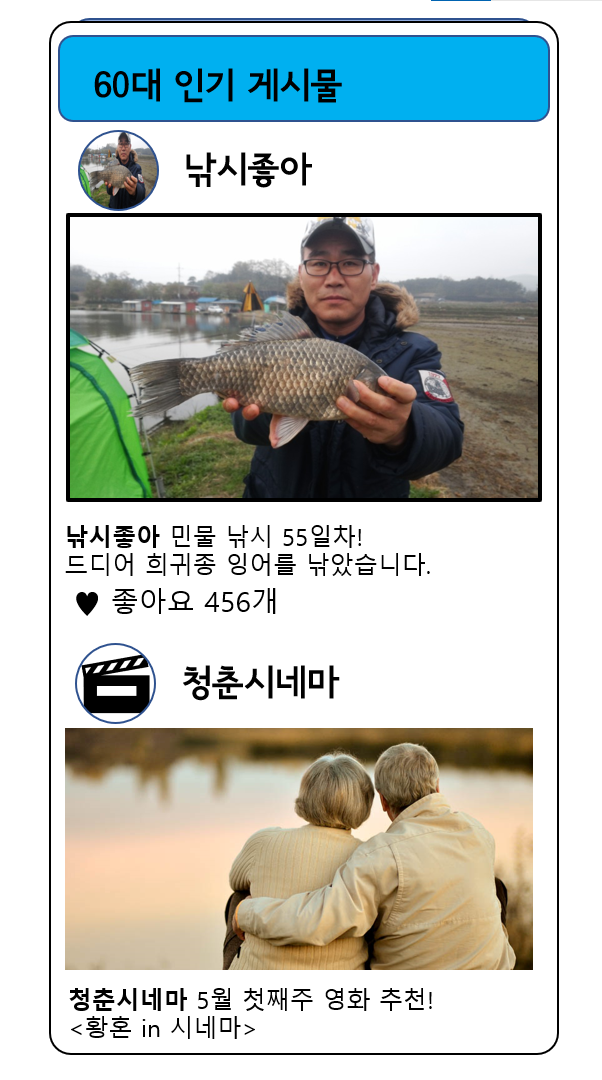 60대 인기 게시물
낚시좋아
낚시좋아 민물 낚시 55일차!
드디어 희귀종 잉어를 낚았습니다.
♥ 좋아요 456개
청춘시네마
청춘시네마 5월 첫째주 영화 추천!
<황혼 in 시네마>